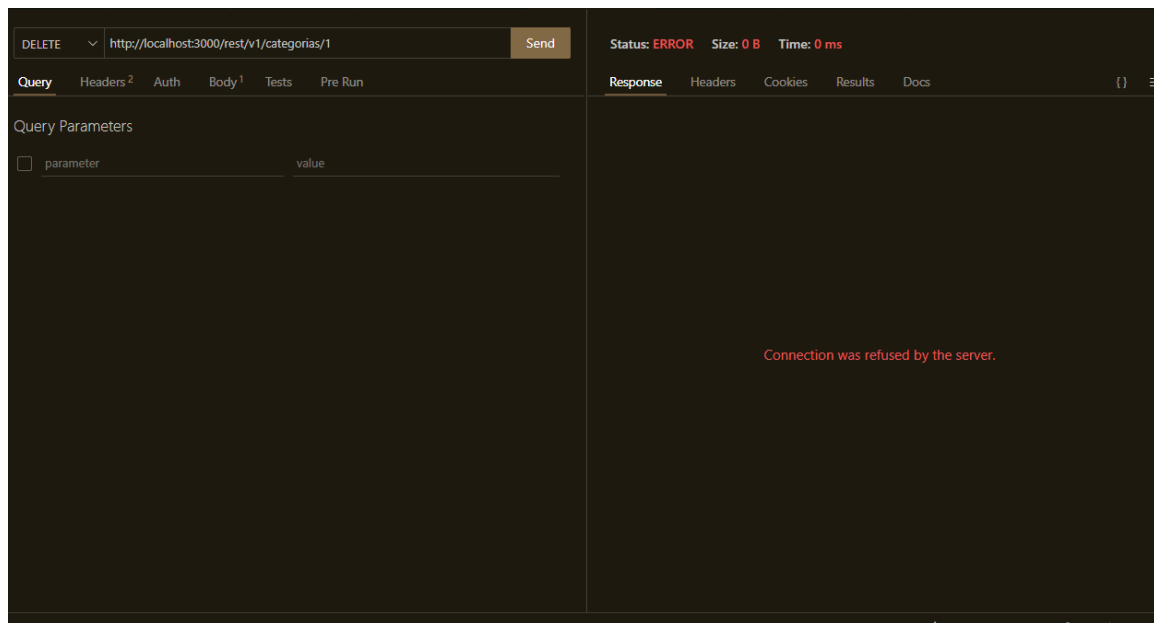 DELETE http://localhost:3000/rest/v1/categorias/1 Send
Status: ERROR Size: 0 B Time: 0 ms
Query Headers 2 Auth Body 1 Tests Pre Run
Response Headers Cookies Results Docs {}
Query Parameters
parameter value
Connection was refused by the server.